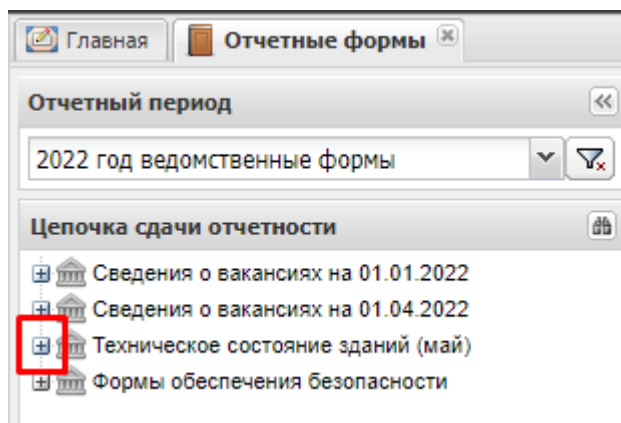 Главная
Отчетные формы
Отчетный период
2022 год ведомственные формы
Цепочка сдачи отчетности
Сведения о вакансиях на 01.01.2022
Сведения о вакансиях на 01.04.2022
Техническое состояние зданий (май)
Формы обеспечения безопасности